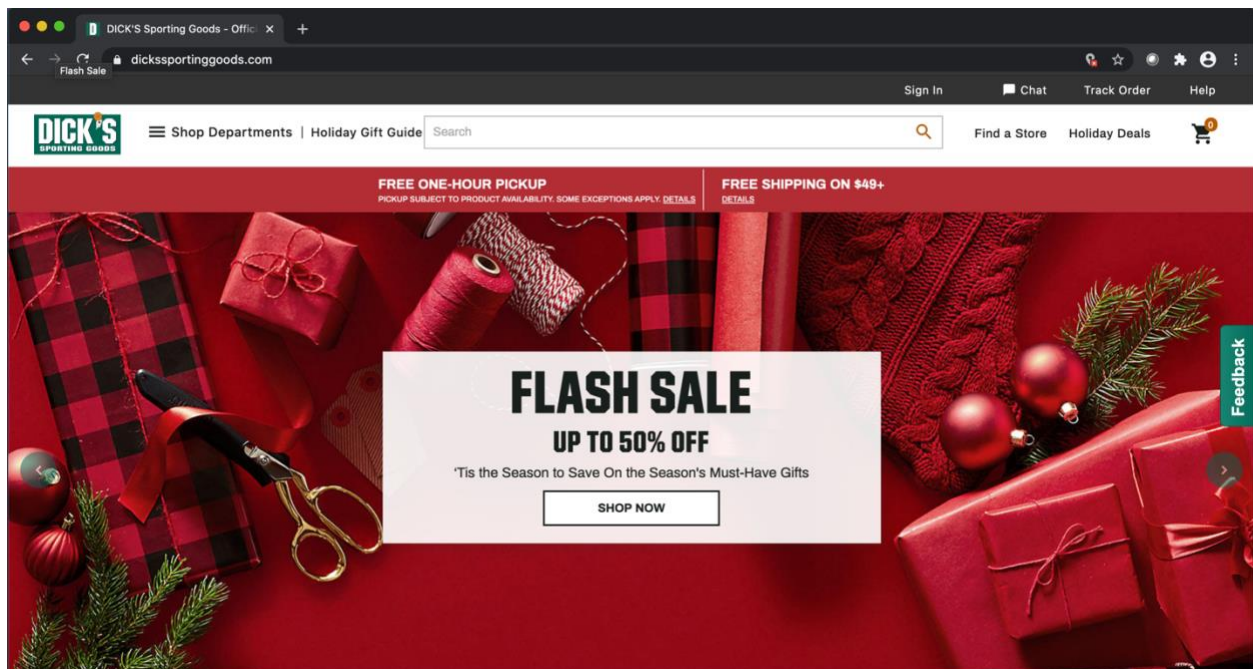 DICK'S Sporting Goods - Offici
dickssportinggoods.com
Flash Sale
Sign In Chat Track Order Help
DICK'S
SPORTING GOODS
Shop Departments | Holiday Gift Guide Search Find a Store Holiday Deals 0
FREE ONE-HOUR PICKUP
PICKUP SUBJECT TO PRODUCT AVAILABILITY. SOME EXCEPTIONS APPLY. DETAILS
FREE SHIPPING ON $49+
DETAILS
FLASH SALE
UP TO 50% OFF
'Tis the Season to Save On the Season's Must-Have Gifts
SHOP NOW
Feedback